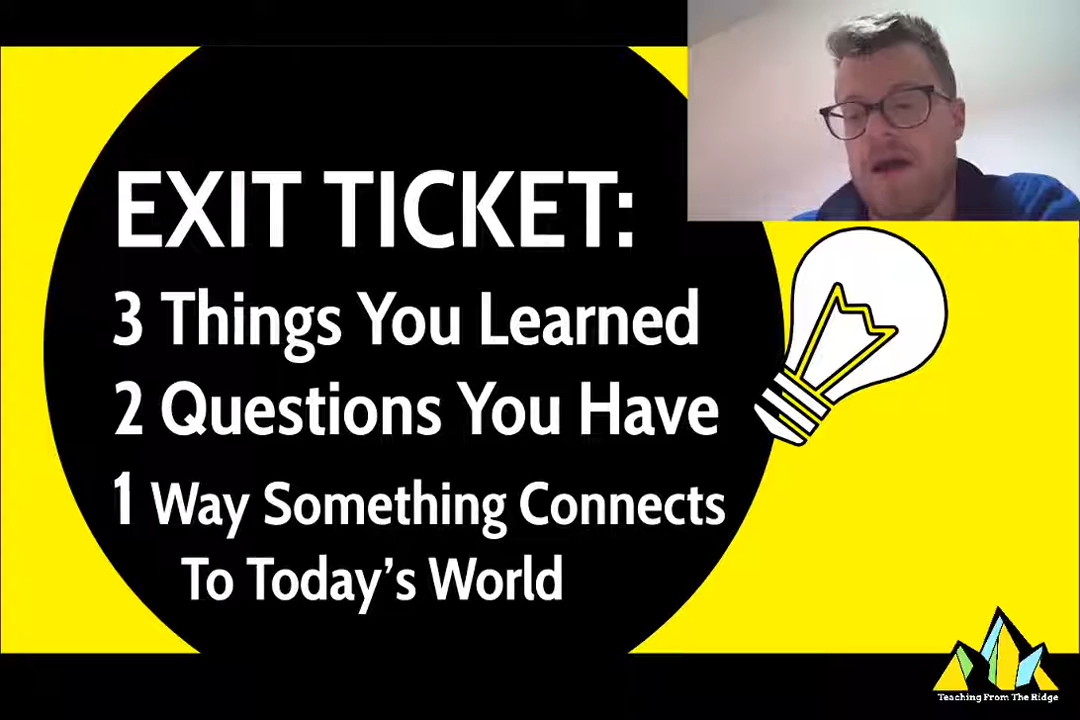 EXIT TICKET:
3 Things You Learned
2 Questions You Have
1 Way Something Connects
To Today's World
Teaching From The Ridge